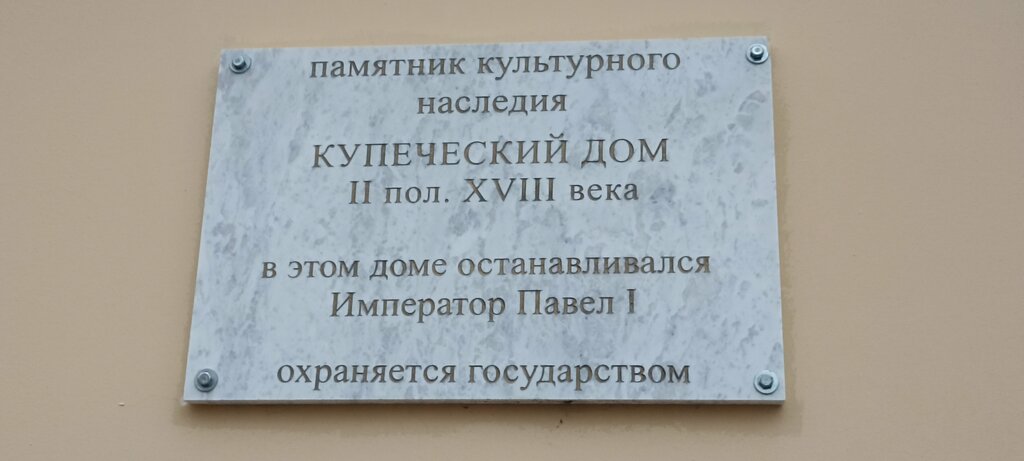 памятник культурного
наследия
КУПЕЧЕСКИЙ ДОМ
II пол. XVIII века
в этом доме останавливался
Император Павел I
охраняется государством